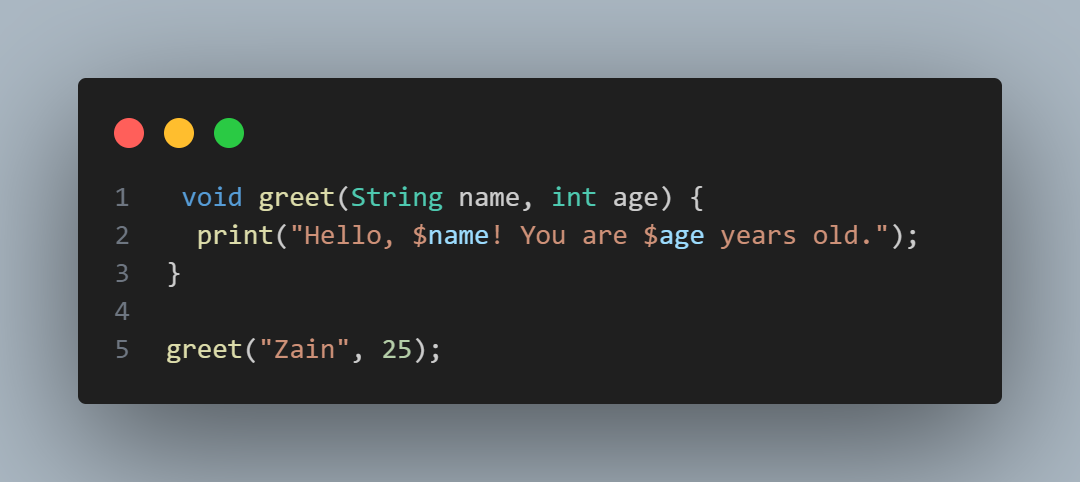 1 void greet(String name, int age) {
2 print("Hello, $name! You are $age years old.");
3 }
4
5 greet("Zain", 25);